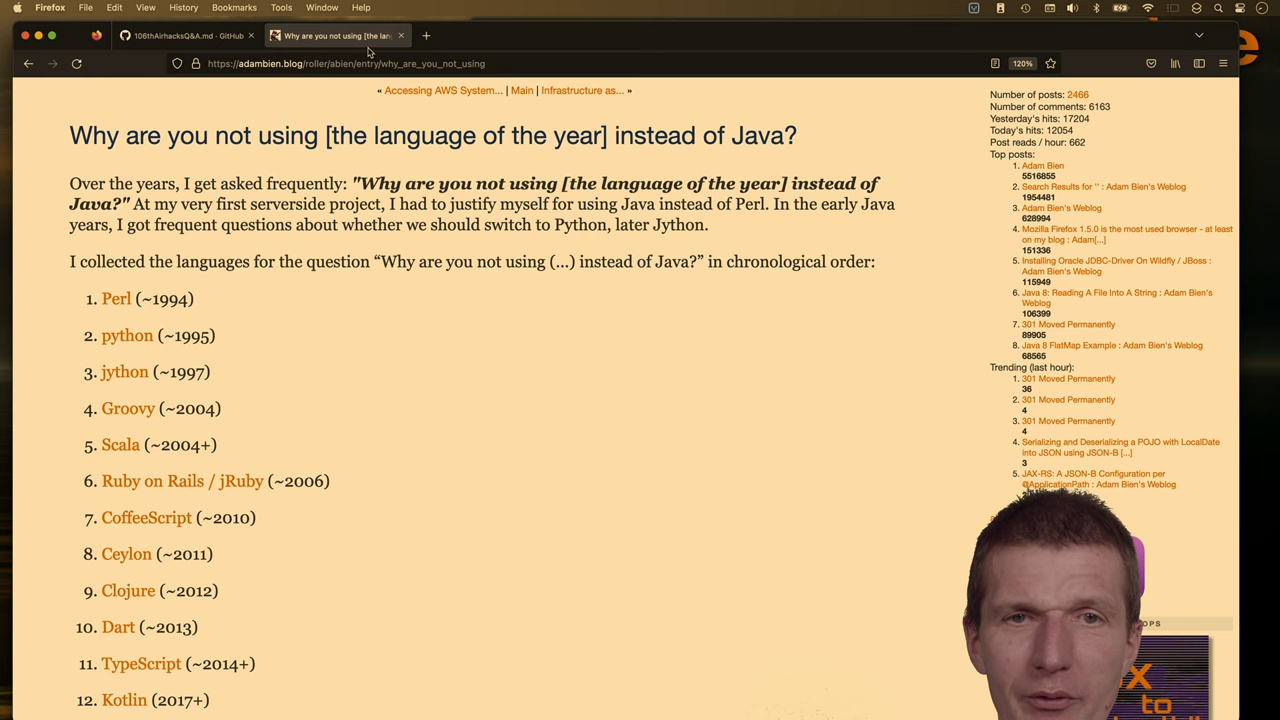 Firefox File Edit View History Bookmarks Tools Window Help
106thAirhacksQ&A.md · GitHub
Why are you not using [the lan
https://adambien.blog/roller/abien/entry/why_are_you_not_using
120%
« Accessing AWS System... | Main | Infrastructure as... »
Why are you not using [the language of the year] instead of Java?
Over the years, I get asked frequently: "Why are you not using [the language of the year] instead of
Java?" At my very first serverside project, I had to justify myself for using Java instead of Perl. In the early Java
years, I got frequent questions about whether we should switch to Python, later Jython.
I collected the languages for the question “Why are you not using (...) instead of Java?” in chronological order:
1. Perl (~1994)
2. python (~1995)
3. jython (~1997)
4. Groovy (~2004)
5. Scala (~2004+)
6. Ruby on Rails / jRuby (~2006)
7. CoffeeScript (~2010)
8. Ceylon (~2011)
9. Clojure (~2012)
10. Dart (~2013)
11. TypeScript (~2014+)
12. Kotlin (2017+)
Number of posts: 2466
Number of comments: 6163
Yesterday's hits: 17204
Today's hits: 12054
Post reads / hour: 662
Top posts:
1. Adam Bien
5516855
2. Search Results for '' : Adam Bien's Weblog
1954481
3. Adam Bien's Weblog
628994
4. Mozilla Firefox 1.5.0 is the most used browser - at least
on my blog : Adam[...]
151336
5. Installing Oracle JDBC-Driver On Wildfly / JBoss :
Adam Bien's Weblog
115949
6. Java 8: Reading A File Into A String : Adam Bien's
Weblog
106399
7. 301 Moved Permanently
89905
8. Java 8 FlatMap Example : Adam Bien's Weblog
68565
Trending (last hour):
1. 301 Moved Permanently
36
2. 301 Moved Permanently
4
3. 301 Moved Permanently
4
4. Serializing and Deserializing a POJO with LocalDate
into JSON using JSON-B [...]
3
5. JAX-RS: A JSON-B Configuration per
@ApplicationPath : Adam Bien's Weblog
OPS
to